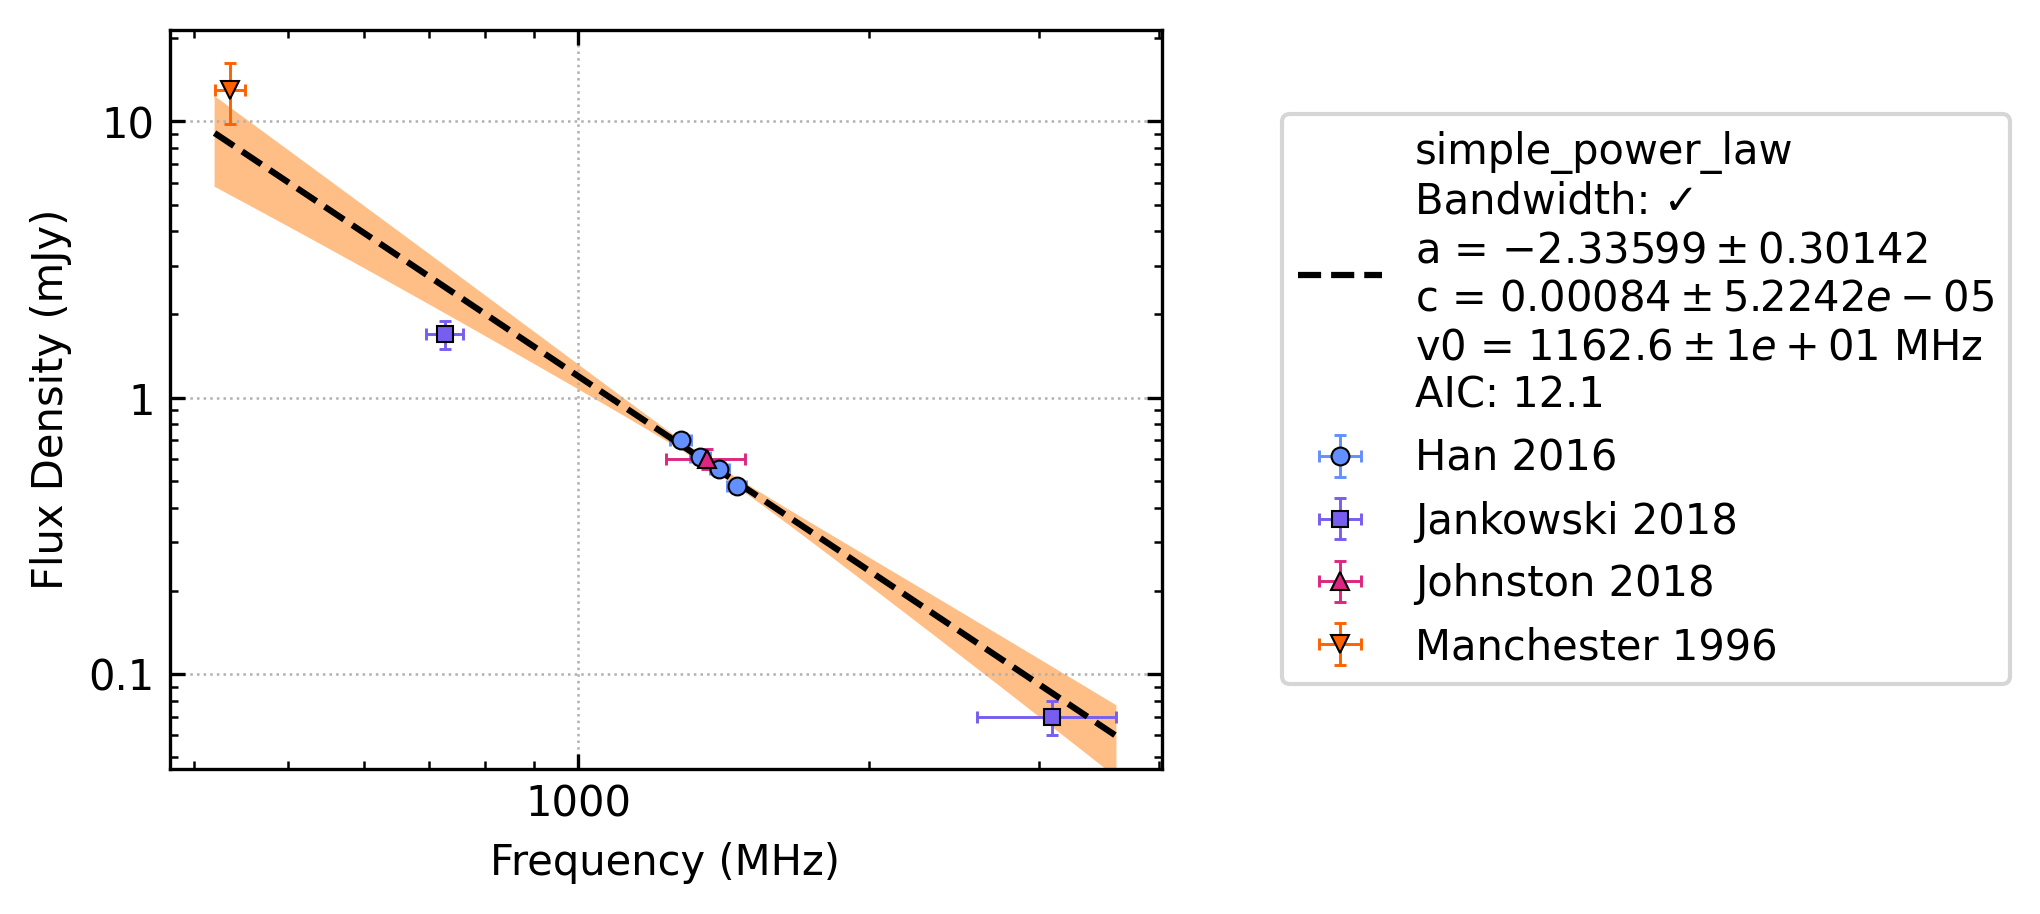 10
1
0.1
Flux Density (mJy)
1000
Frequency (MHz)
simple_power_law
Bandwidth: ✓
a = −2.33599 ± 0.30142
c = 0.00084 ± 5.2242e − 05
v0 = 1162.6 ± 1e + 01 MHz
AIC: 12.1
Han 2016
Jankowski 2018
Johnston 2018
Manchester 1996